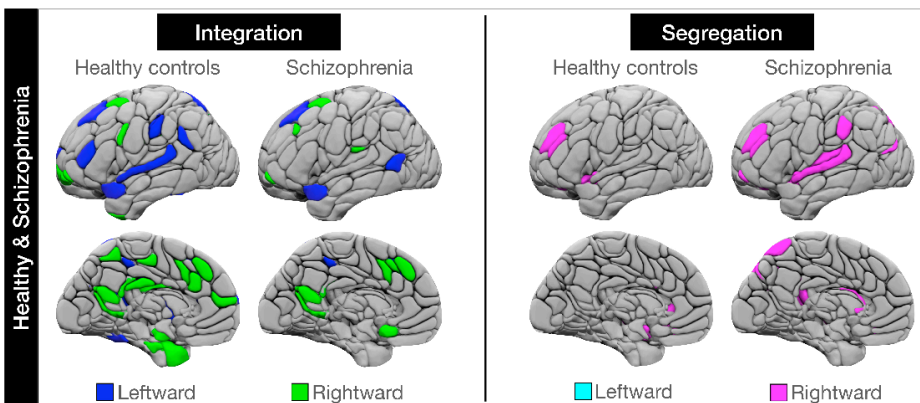 Healthy & Schizophrenia
Integration
Healthy controls
Schizophrenia
Leftward
Rightward
Segregation
Healthy controls
Schizophrenia
Leftward
Rightward